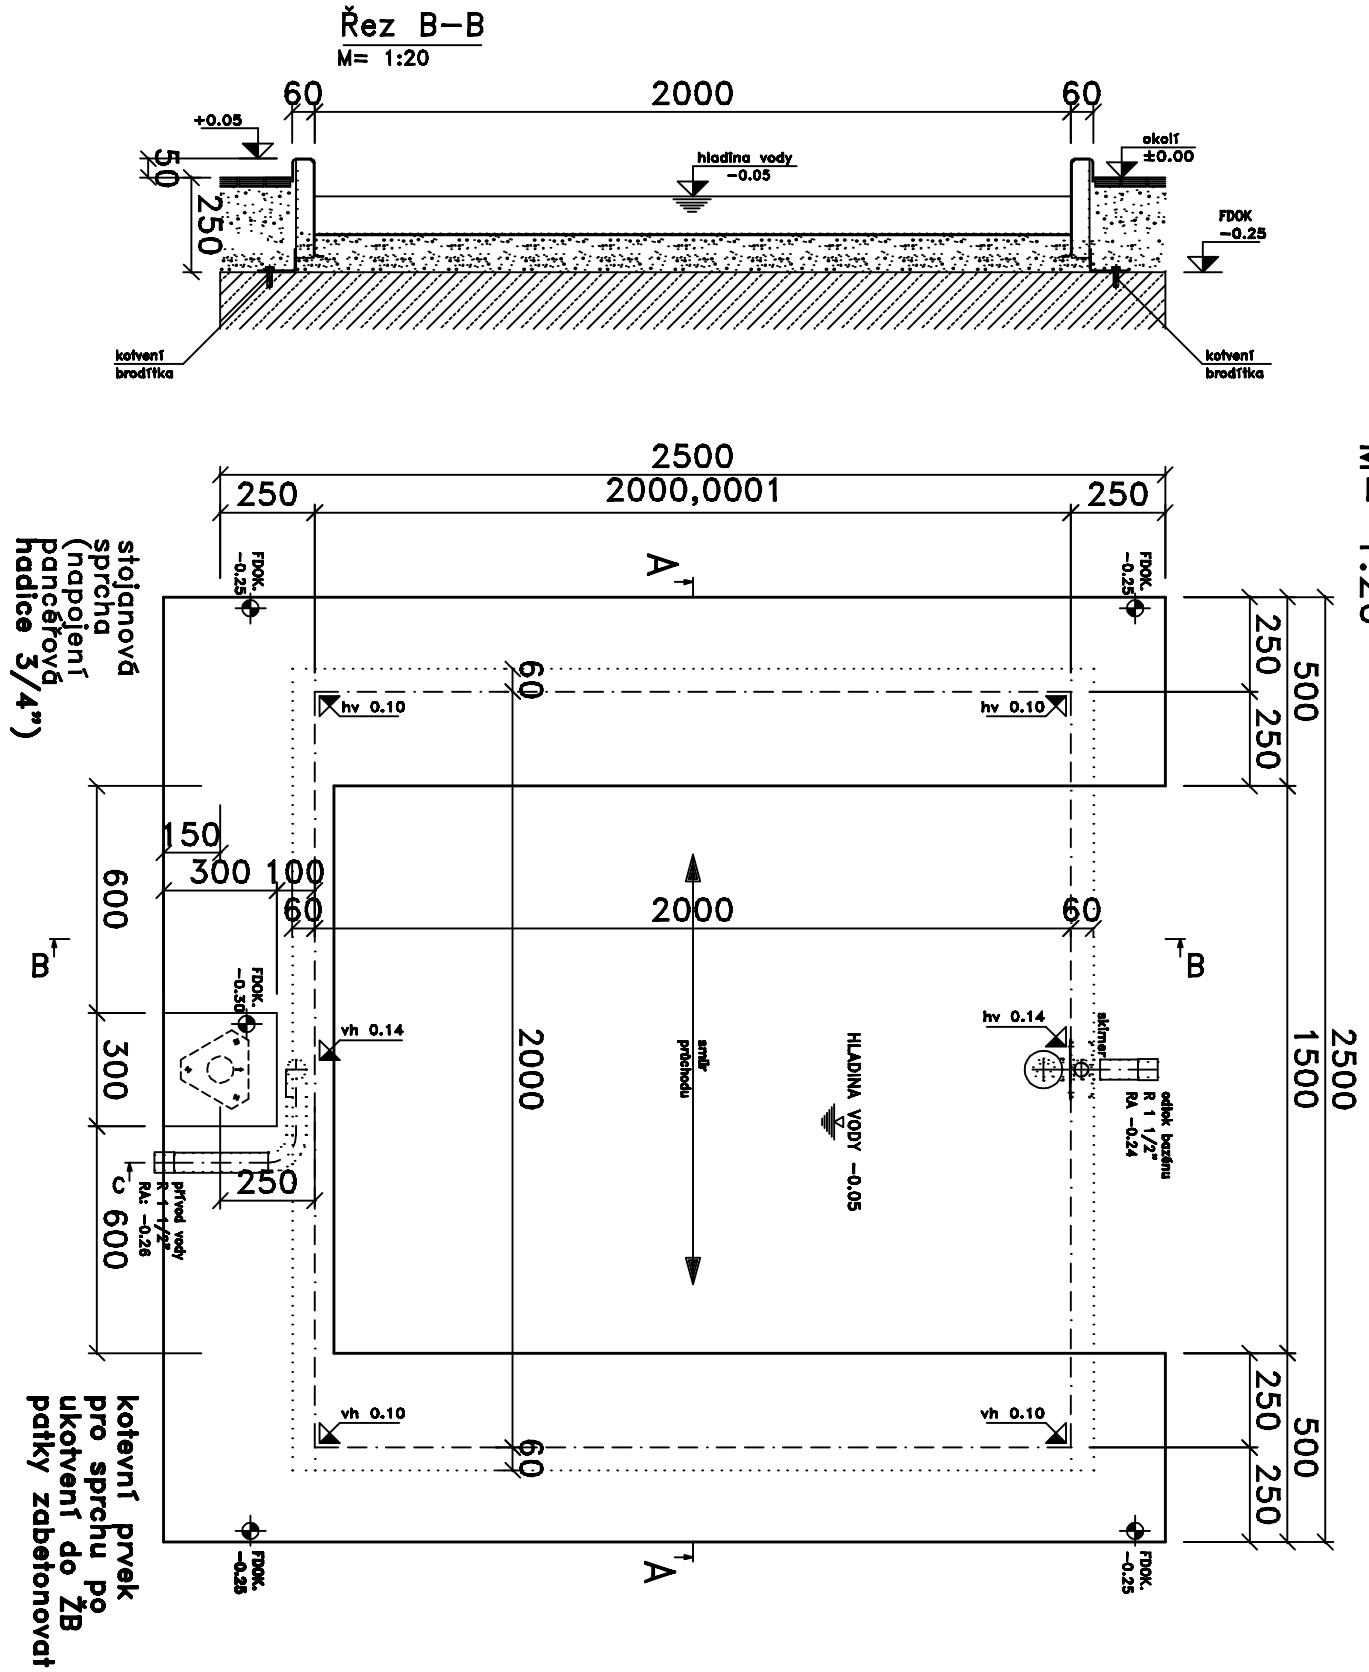 Řez B-B
M= 1:20
60
2000
60
+0.05
50
250
hladina vody
-0.05
okolí
±0.00
FDOK
-0.25
kotvení
brodítka
kotvení
brodítka
2500
250
2000,0001
250
stojanová
sprcha
(napojení
pancéřová
hadice 3/4")
FDOK.
-0.25
A
FDOK.
-0.25
250
500
250
60
hv 0.10
hv 0.10
150
300
100
600
60
2000
60
B
B
FDOK.
-0.30
vh 0.14
hv 0.14
skimer
300
2000
směr
průchodu
HLADINA VODY -0.05
odtok bazénu
R 1 1/2"
RA -0.24
1500
2500
250
C
600
přívod vody
R 1 1/2"
RA: -0.26
vh 0.10
vh 0.10
60
250
500
250
kotevní prvek
pro sprchu po
ukotvení do ŽB
patky zabetonovat
FDOK.
-0.25
A
FDOK.
-0.25